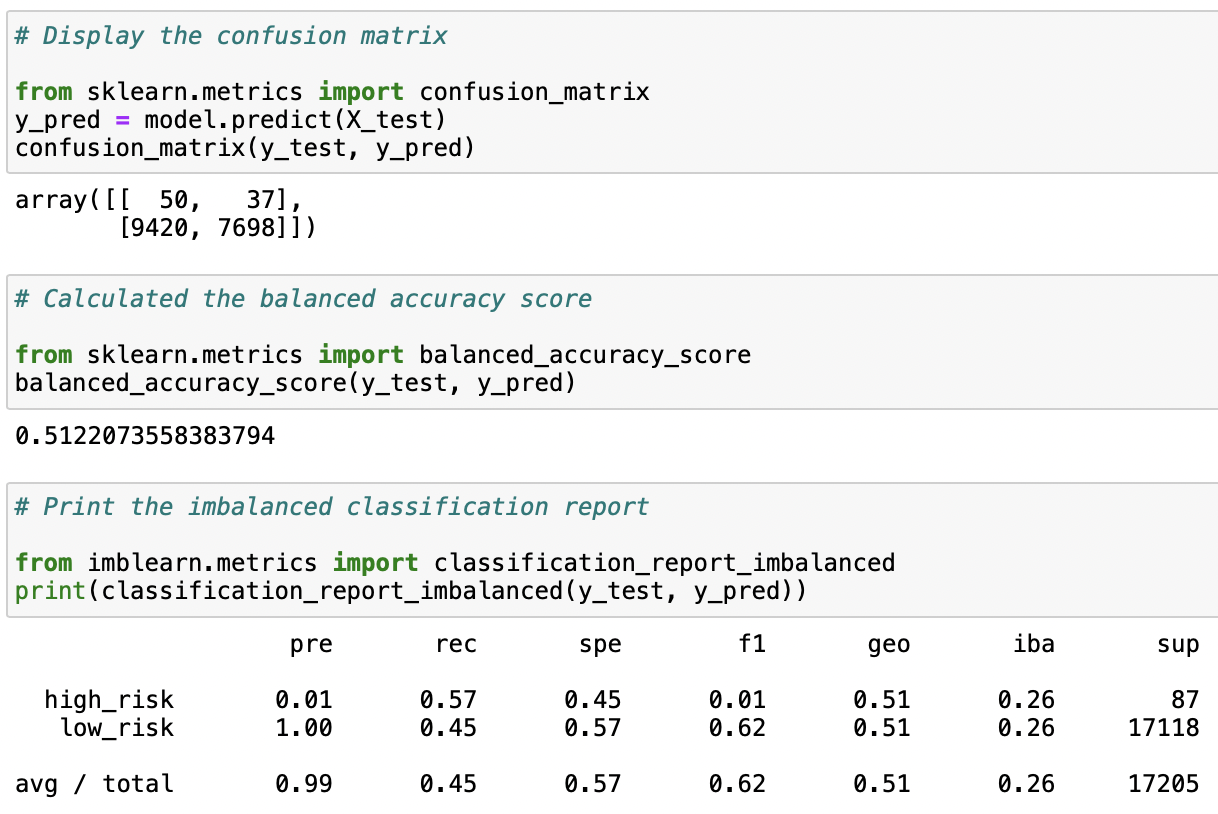 # Display the confusion matrix
from sklearn.metrics import confusion_matrix
y_pred = model.predict(X_test)
confusion_matrix(y_test, y_pred)
array([[  50,   37],
       [9420, 7698]])
# Calculated the balanced accuracy score
from sklearn.metrics import balanced_accuracy_score
balanced_accuracy_score(y_test, y_pred)
0.5122073558383794
# Print the imbalanced classification report
from imblearn.metrics import classification_report_imbalanced
print(classification_report_imbalanced(y_test, y_pred))
                   pre       rec       spe        f1       geo       iba       sup
  high_risk       0.01      0.57      0.45      0.01      0.51      0.26        87
   low_risk       1.00      0.45      0.57      0.62      0.51      0.26     17118
avg / total       0.99      0.45      0.57      0.62      0.51      0.26     17205